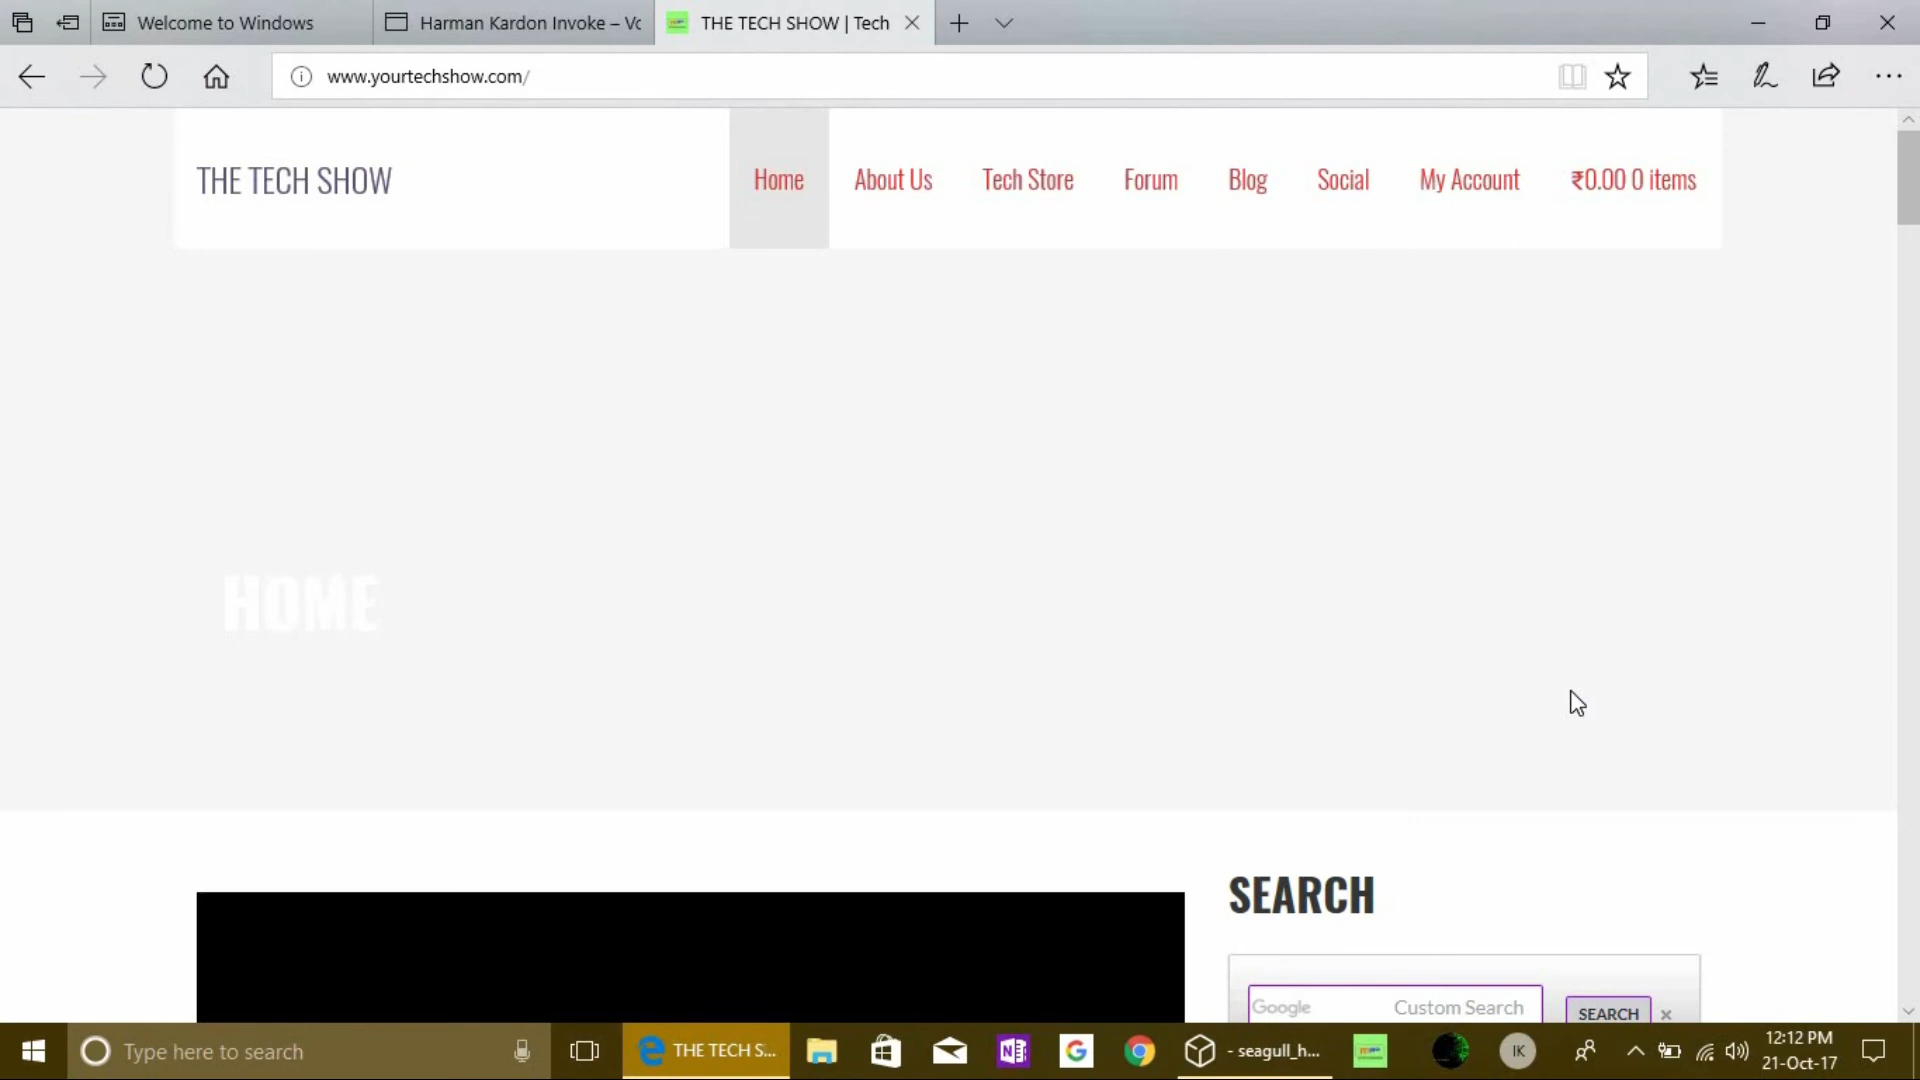 Welcome to Windows
Harman Kardon Invoke – Vo
THE TECH SHOW | Tech
www.yourtechshow.com/
THE TECH SHOW
Home
About Us
Tech Store
Forum
Blog
Social
My Account
₹0.00 0 items
HOME
SEARCH
Google Custom Search
SEARCH
×
Type here to search
THE TECH S...
N
G
- seagull_h...
IK
12:12 PM
21-Oct-17